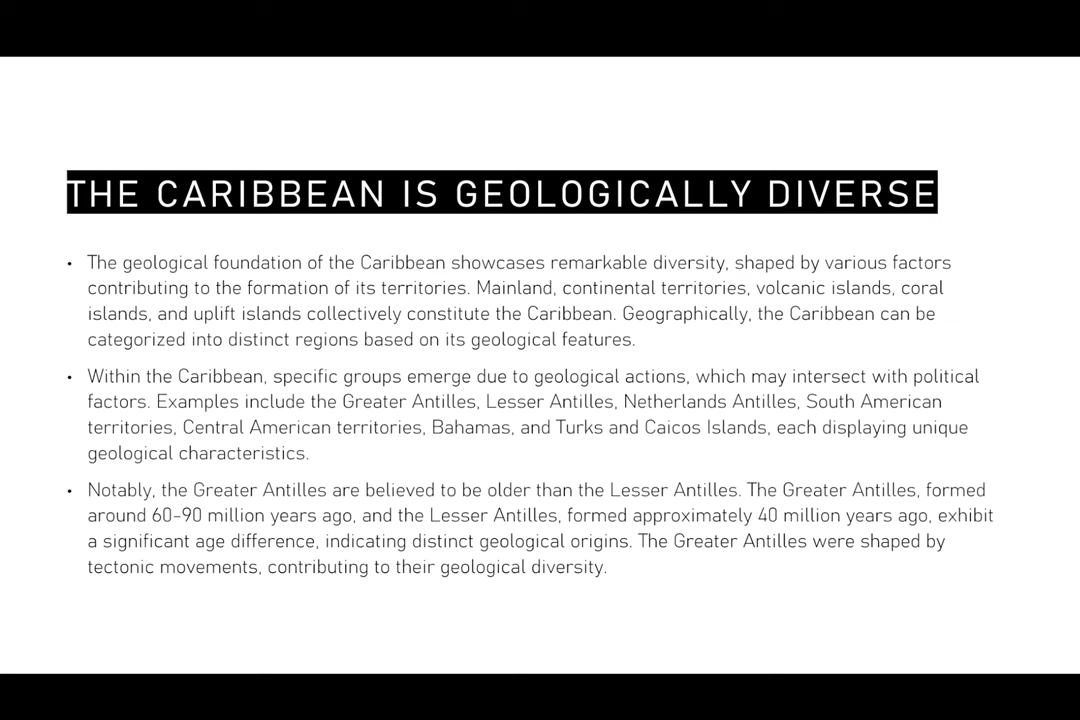 THE CARIBBEAN IS GEOLOGICALLY DIVERSE
• The geological foundation of the Caribbean showcases remarkable diversity, shaped by various factors
contributing to the formation of its territories. Mainland, continental territories, volcanic islands, coral
islands, and uplift islands collectively constitute the Caribbean. Geographically, the Caribbean can be
categorized into distinct regions based on its geological features.
• Within the Caribbean, specific groups emerge due to geological actions, which may intersect with political
factors. Examples include the Greater Antilles, Lesser Antilles, Netherlands Antilles, South American
territories, Central American territories, Bahamas, and Turks and Caicos Islands, each displaying unique
geological characteristics.
• Notably, the Greater Antilles are believed to be older than the Lesser Antilles. The Greater Antilles, formed
around 60-90 million years ago, and the Lesser Antilles, formed approximately 40 million years ago, exhibit
a significant age difference, indicating distinct geological origins. The Greater Antilles were shaped by
tectonic movements, contributing to their geological diversity.